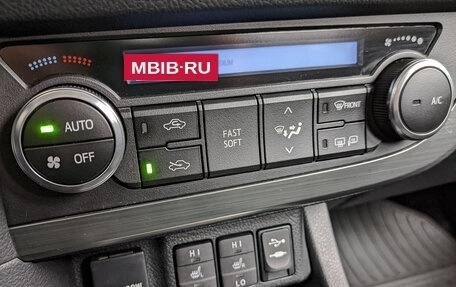 MBIB-RU
AUTO
OFF
FAST
SOFT
FRONT
A/C
HI
HI
LO